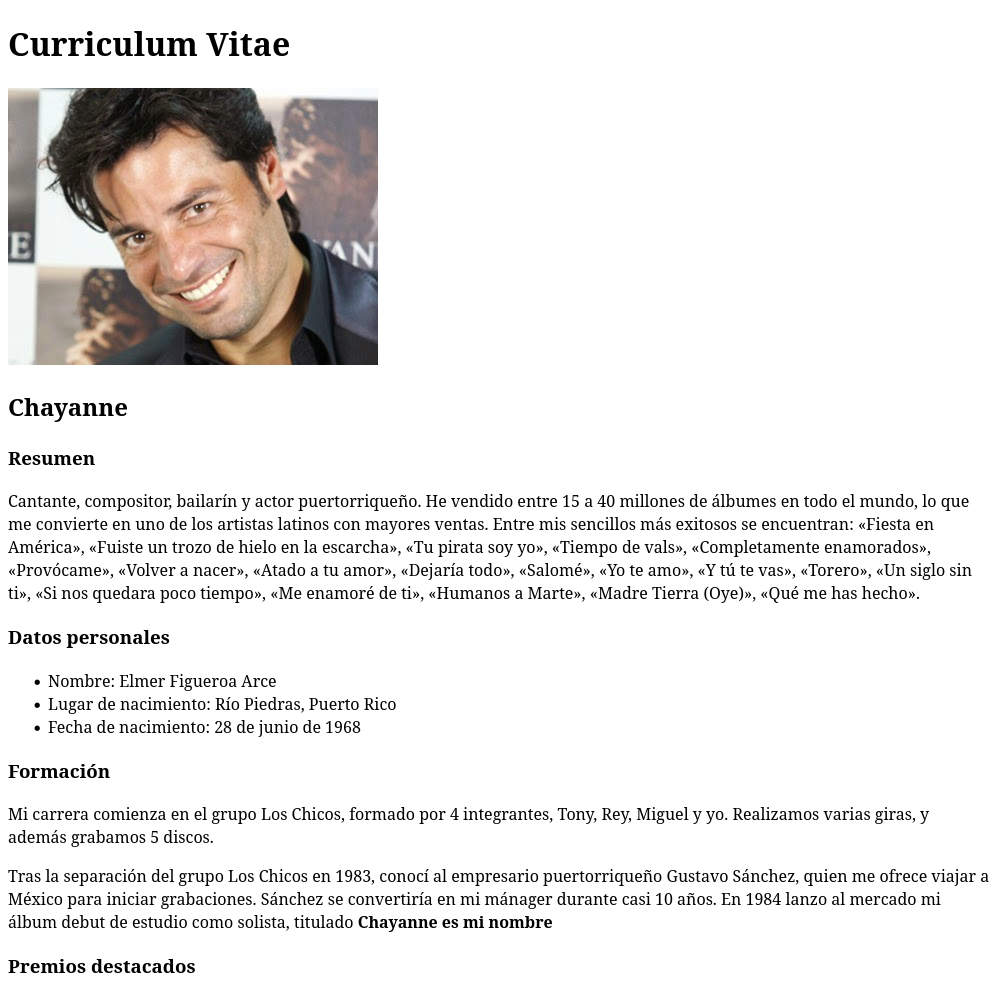 Curriculum Vitae
E
YAN
Chayanne
Resumen
Cantante, compositor, bailarín y actor puertorriqueño. He vendido entre 15 a 40 millones de álbumes en todo el mundo, lo que
me convierte en uno de los artistas latinos con mayores ventas. Entre mis sencillos más exitosos se encuentran: «Fiesta en
América», «Fuiste un trozo de hielo en la escarcha», «Tu pirata soy yo», «Tiempo de vals», «Completamente enamorados»,
«Provócame», «Volver a nacer», «Atado a tu amor», «Dejaría todo», «Salomé», «Yo te amo», «Y tú te vas», «Torero», «Un siglo sin
ti», «Si nos quedara poco tiempo», «Me enamoré de ti», «Humanos a Marte», «Madre Tierra (Oye)», «Qué me has hecho».
Datos personales
• Nombre: Elmer Figueroa Arce
• Lugar de nacimiento: Río Piedras, Puerto Rico
• Fecha de nacimiento: 28 de junio de 1968
Formación
Mi carrera comienza en el grupo Los Chicos, formado por 4 integrantes, Tony, Rey, Miguel y yo. Realizamos varias giras, y
además grabamos 5 discos.
Tras la separación del grupo Los Chicos en 1983, conocí al empresario puertorriqueño Gustavo Sánchez, quien me ofrece viajar a
México para iniciar grabaciones. Sánchez se convertiría en mi mánager durante casi 10 años. En 1984 lanzo al mercado mi
álbum debut de estudio como solista, titulado Chayanne es mi nombre
Premios destacados